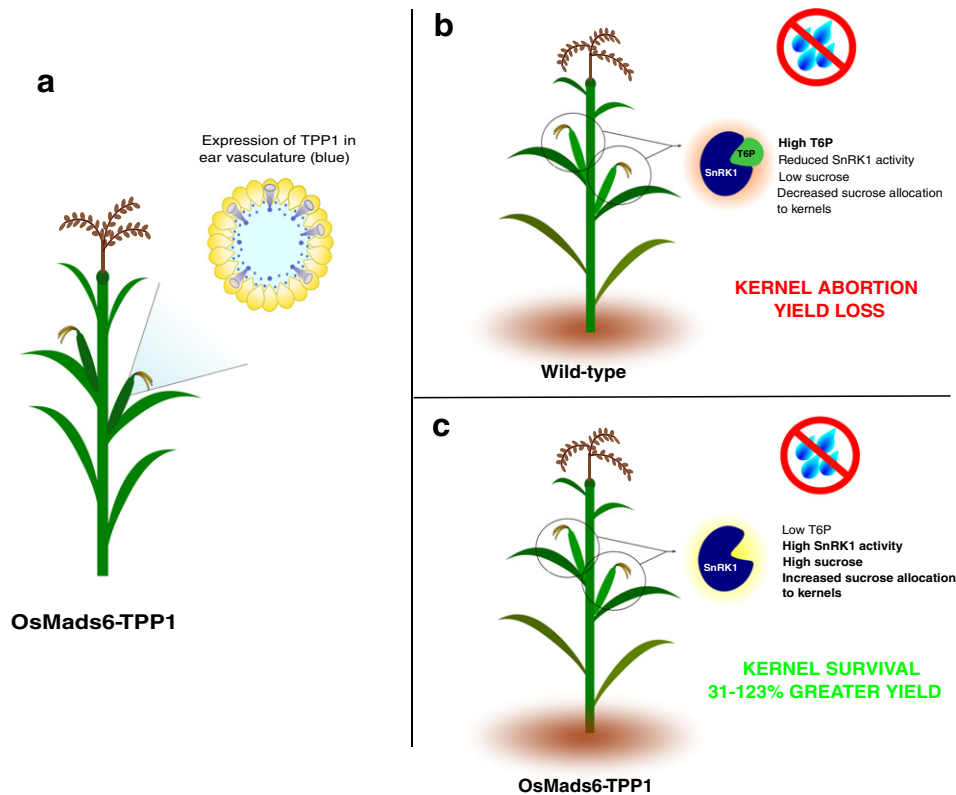 a
Expression of TPP1 in
ear vasculature (blue)
OsMads6-TPP1
b
T6P
SnRK1
High T6P
Reduced SnRK1 activity
Low sucrose
Decreased sucrose allocation
to kernels
KERNEL ABORTION
YIELD LOSS
Wild-type
c
SnRK1
Low T6P
High SnRK1 activity
High sucrose
Increased sucrose allocation
to kernels
KERNEL SURVIVAL
31-123% GREATER YIELD
OsMads6-TPP1